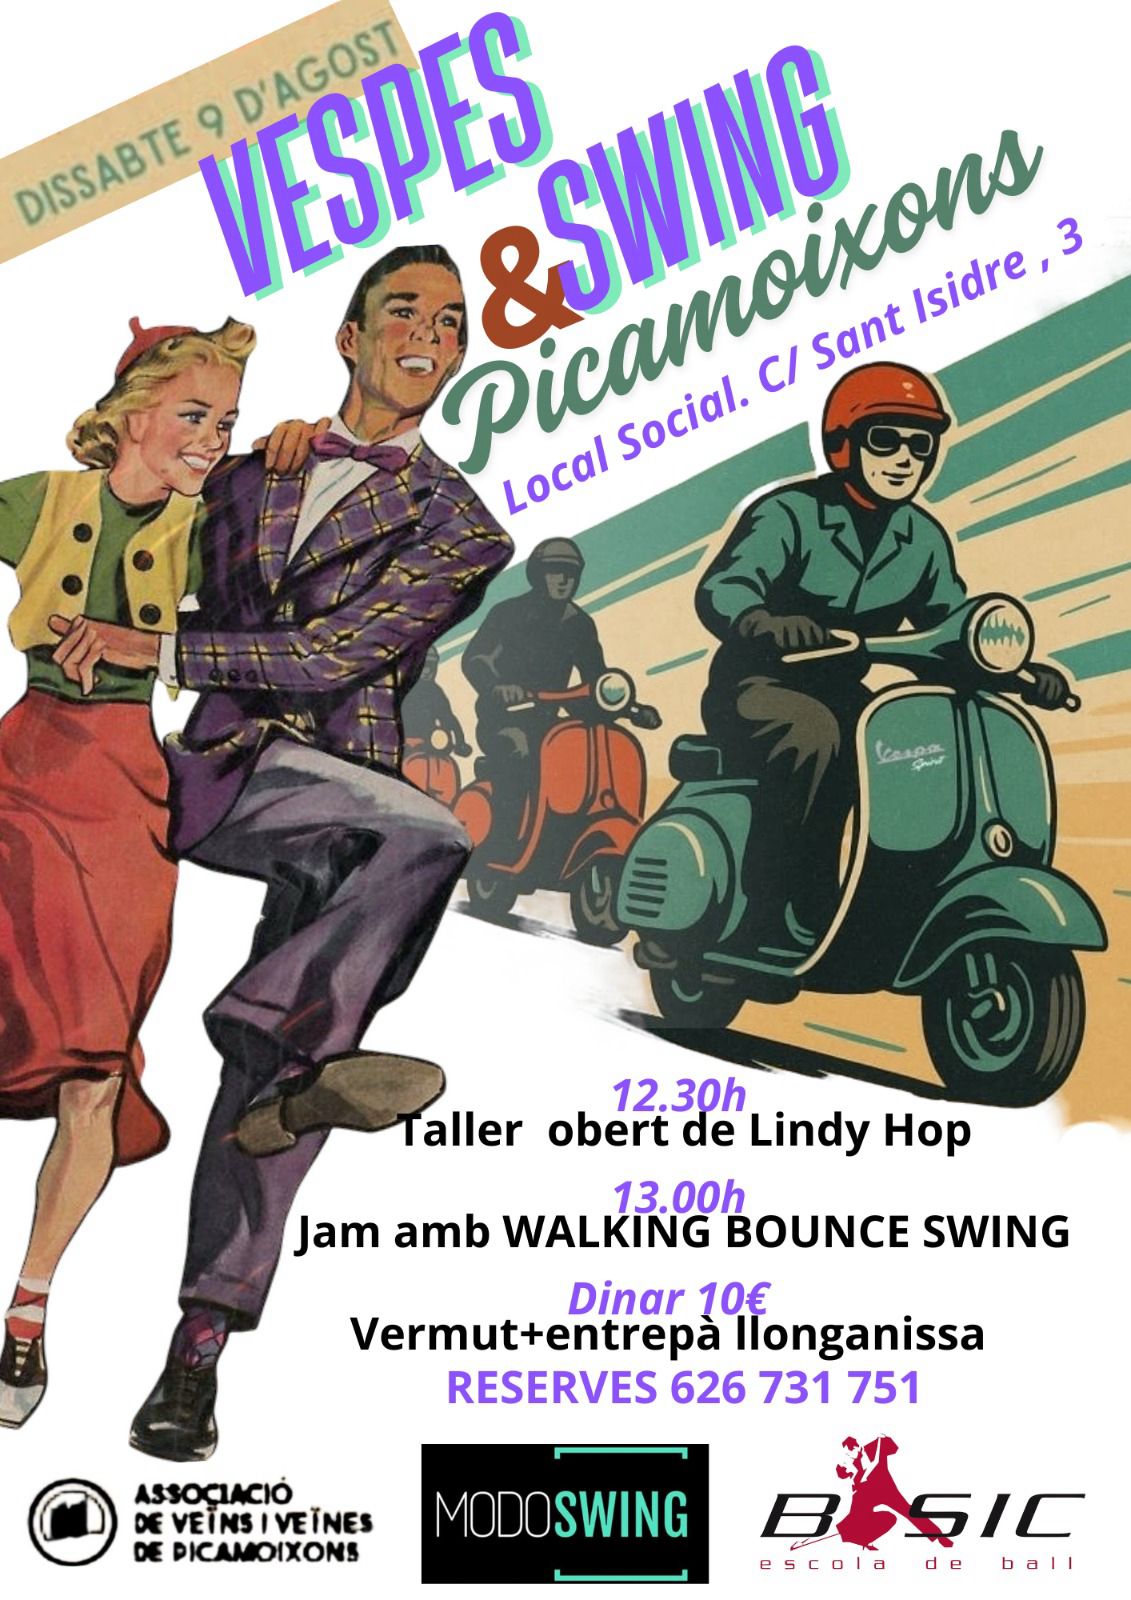 DISSABTE 9 D'AGOST
VESPES
&SWING
Picamoixons
Local Social. C/ Sant Isidre , 3
Vespa
Sprint
12.30h
Taller obert de Lindy Hop
13.00h
Jam amb WALKING BOUNCE SWING
Dinar 10€
Vermut+entrepà llonganissa
RESERVES 626 731 751
ASSOCIACIÓ
DE VEÏNS I VEÏNES
DE PICAMOIXONS
MODOSWING
BASIC
escola de ball